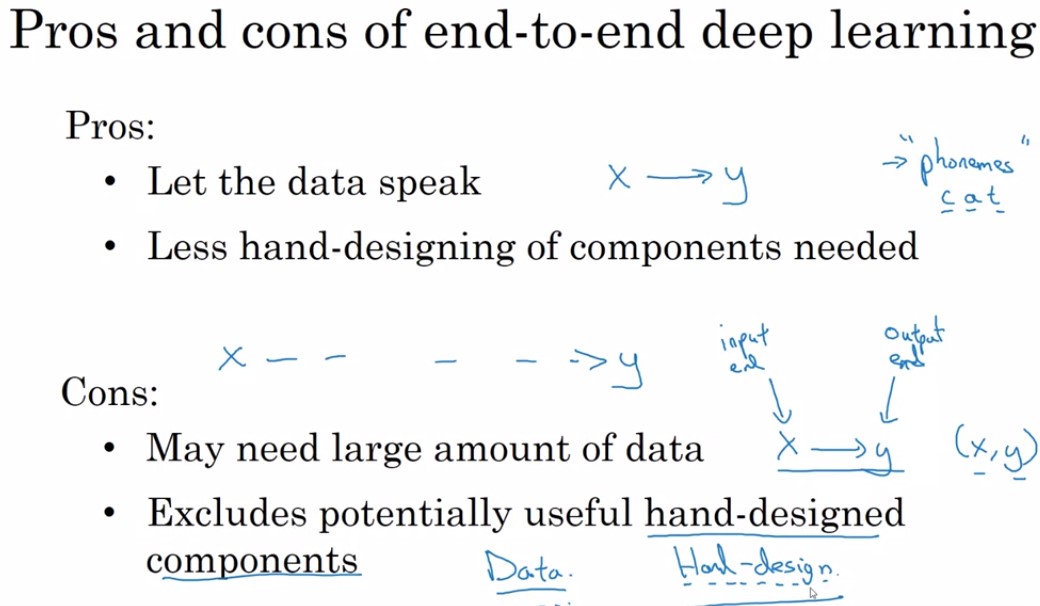 Pros and cons of end-to-end deep learning
Pros:
• Let the data speak
x → y
→ "phonemes"
c a t
• Less hand-designing of components needed
x - - - - -> y
input end
output end
Cons:
• May need large amount of data
x → y
(x, y)
• Excludes potentially useful hand-designed
components
Data.
Hand-design.